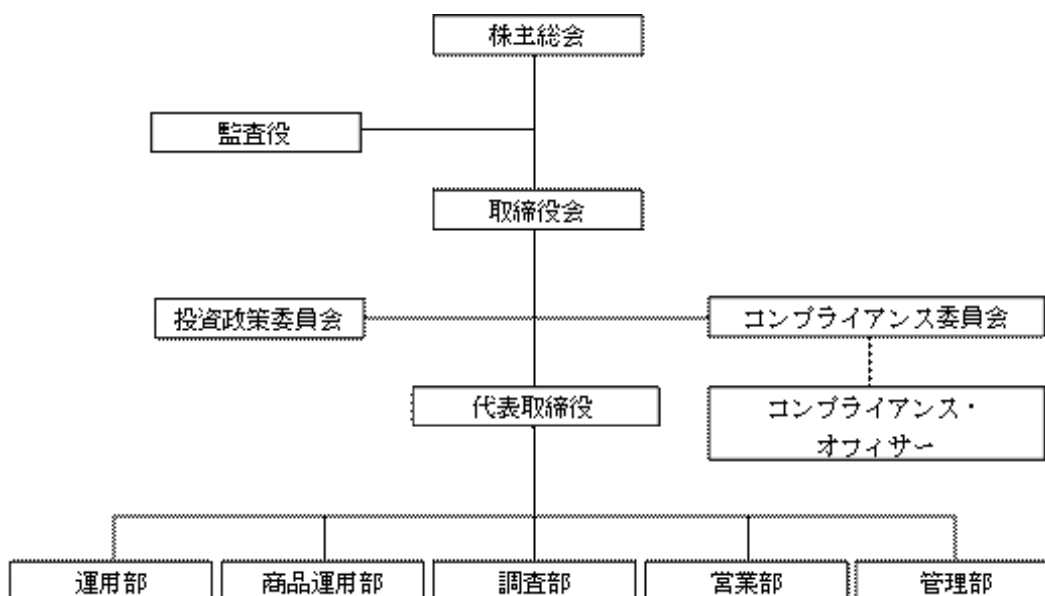 株主総会
監査役
取締役会
投資政策委員会
コンプライアンス委員会
代表取締役
コンプライアンス・
オフィサー
運用部
商品運用部
調査部
営業部
管理部